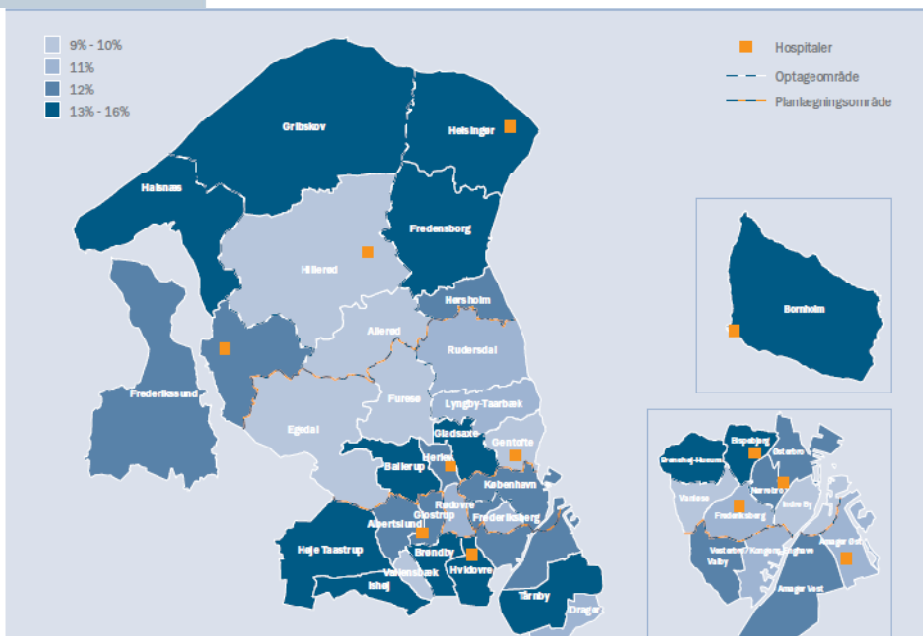 9% - 10%
11%
12%
13% - 16%
Hospitaler
Optageområde
Planlægningsområde
Gribskov
Helsingør
Halsnæs
Fredensborg
Hillerød
Hørsholm
Allerød
Rudersdal
Bornholm
Frederikssund
Furesø
Lyngby-Taarbæk
Egedal
Gladsaxe
Gentofte
Ballerup
Herlev
København
Rødovre
Glostrup
Frederiksberg
Albertslund
Høje Taastrup
Brøndby
Vallensbæk
Hvidovre
Ishøj
Tårnby
Dragør
Bispebjerg
Østerbro
Brønshøj-Husum
Nørrebro
Vanløse
Indre By
Frederiksberg
Amager Øst
Vesterbro/Kongens Enghave
Valby
Amager Vest